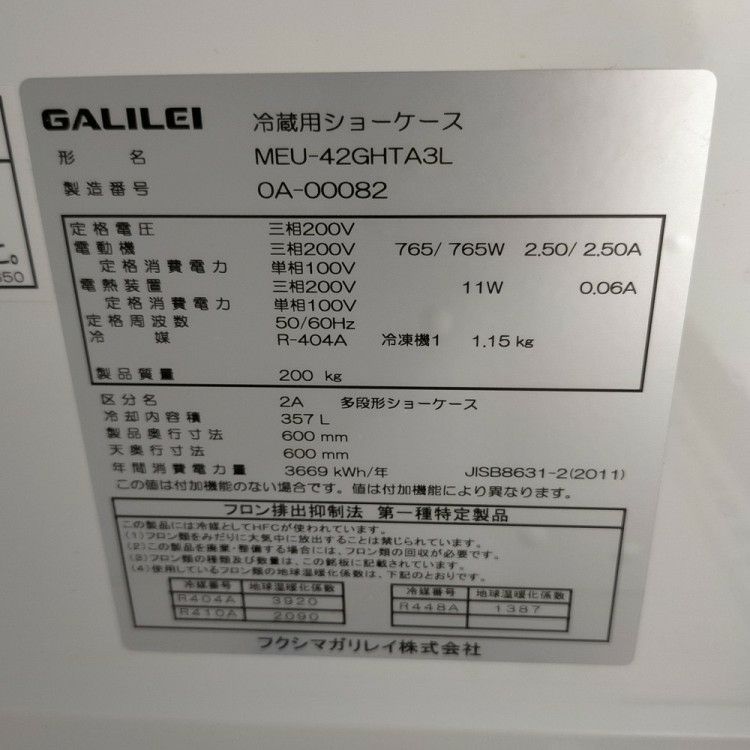 GALILEI 冷蔵用ショーケース
形 名 MEU-42GHTA3L
製造番号 0A-00082
定格電圧 三相200V
電動機 三相200V 765/ 765W 2.50/ 2.50A
定格消費電力 単相100V
電熱装置 三相200V 11W 0.06A
定格消費電力 単相100V
定格周波数 50/60Hz
冷 媒 R-404A 冷凍機1 1.15 kg
製品質量 200 kg
区分名 2A 多段形ショーケース
冷却内容積 357 L
製品奥行寸法 600 mm
天奥行寸法 600 mm
年間消費電力量 3669 kWh/年 JISB8631-2(2011)
この値は付加機能のない場合です。値は付加機能により異なります。
フロン排出抑制法 第一種特定製品
この製品には冷媒としてHFCが使われています。
(1)フロン類をみだりに大気中に放出することは禁じられています。
(2)この製品を廃棄・整備する場合には、フロン類の回収が必要です。
(3)フロン類の種類及び数量は、この銘板に記載されています。
(4)使用しているフロン類の地球温暖化係数は、下記のとおりです。
冷媒番号 地球温暖化係数 冷媒番号 地球温暖化係数
R404A 3920 R448A 1387
R410A 2090
フクシマガリレイ株式会社
た。
650